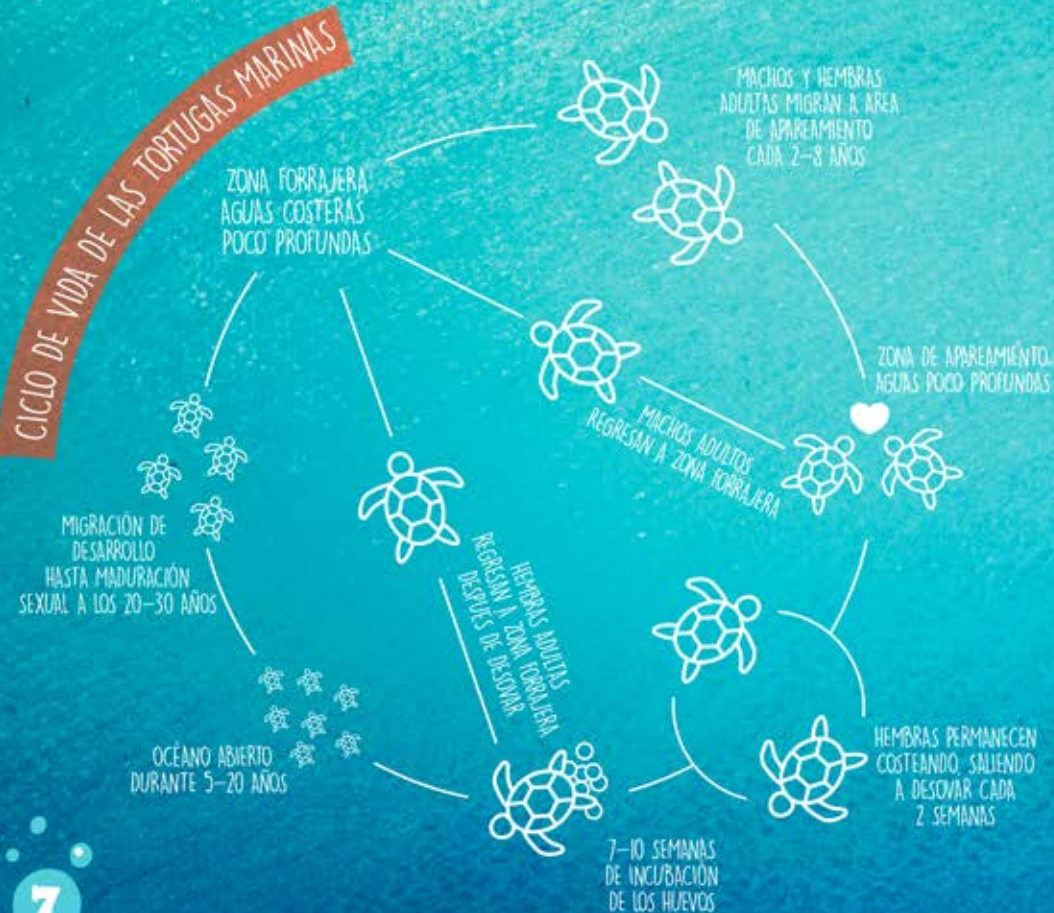 CICLO DE VIDA DE LAS TORTUGAS MARINAS
ZONA FORRAJERA
AGUAS COSTERAS
POCO PROFUNDAS
MACHOS Y HEMBRAS
ADULTAS MIGRAN A AREA
DE APAREAMIENTO
CADA 2-8 AÑOS
ZONA DE APAREAMIENTO.
AGUAS POCO PROFUNDAS
MACHOS ADULTOS
REGRESAN A ZONA FORRAJERA
HEMBRAS ADULTAS
REGRESAN A ZONA FORRAJERA
DESPUES DE DESOVAR
HEMBRAS PERMANECEN
COSTEANDO, SALIENDO
A DESOVAR CADA
2 SEMANAS
7-10 SEMANAS
DE INCUBACIÓN
DE LOS HUEVOS
OCÉANO ABIERTO
DURANTE 5-20 AÑOS
MIGRACIÓN DE
DESARROLLO
HASTA MADURACIÓN
SEXUAL A LOS 20-30 AÑOS
7